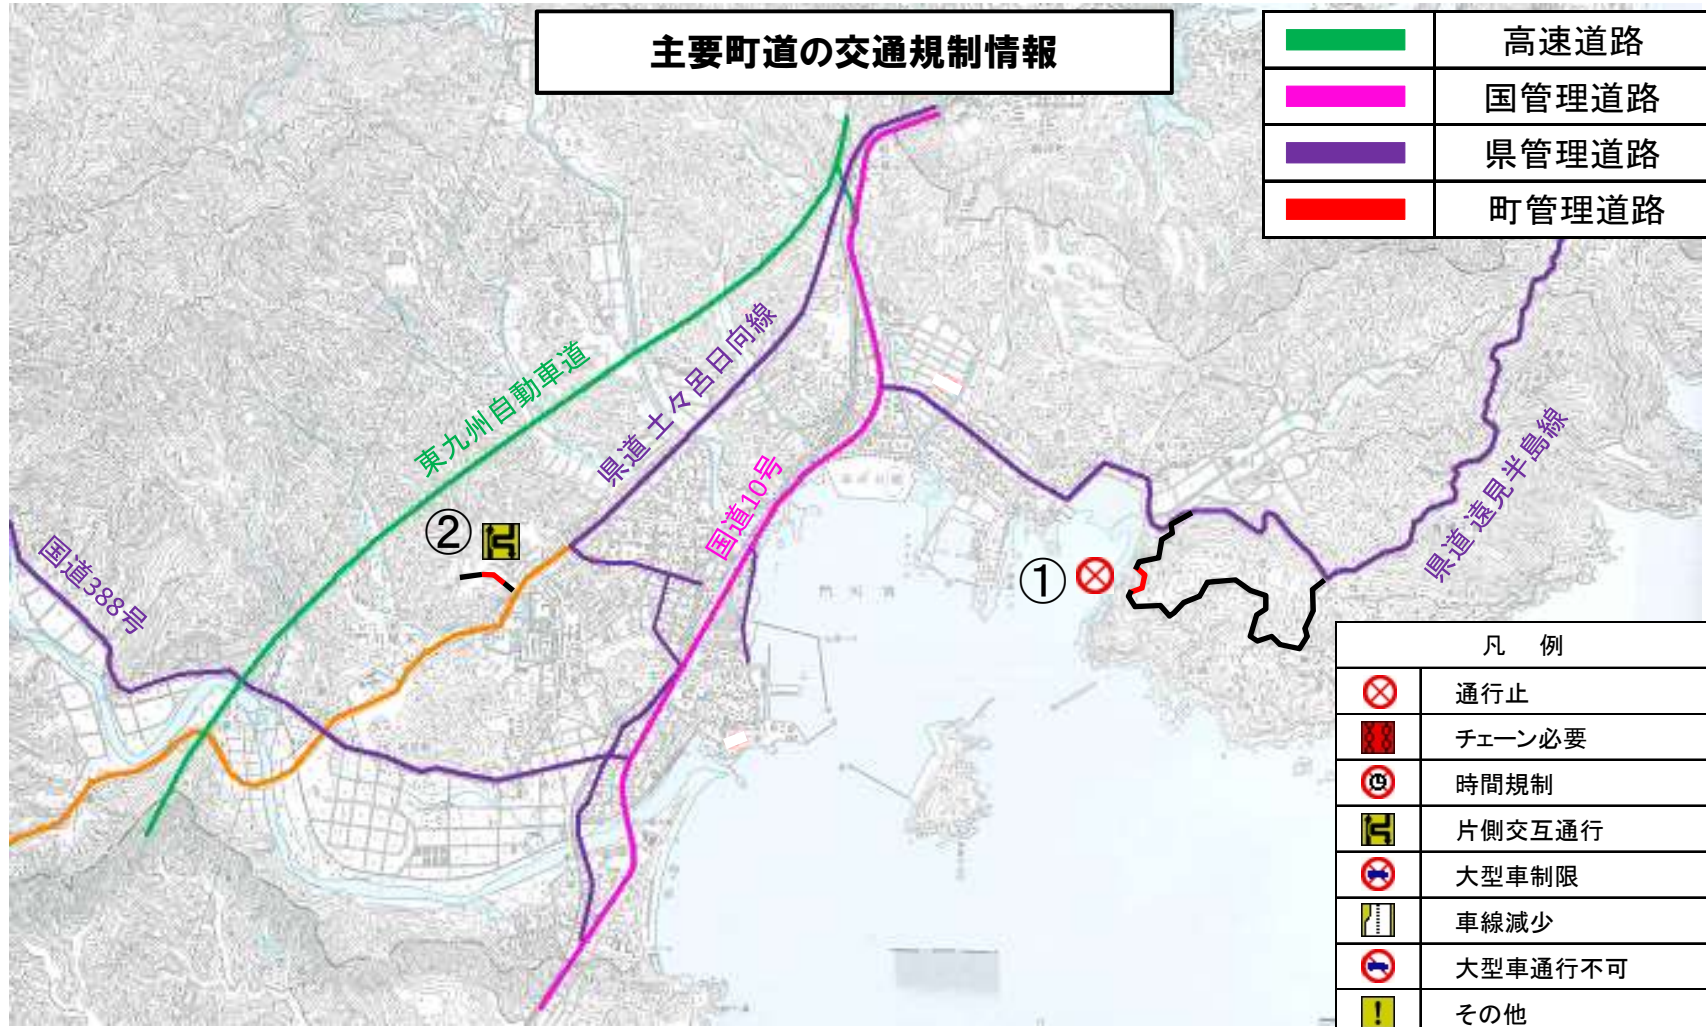 主要町道の交通規制情報
高速道路
国管理道路
県管理道路
町管理道路
東九州自動車道
県道 土々呂日向線
国道10号
県道 遠見半島線
国道388号
②
①
凡 例
通行止
チェーン必要
時間規制
片側交互通行
大型車制限
車線減少
大型車通行不可
その他